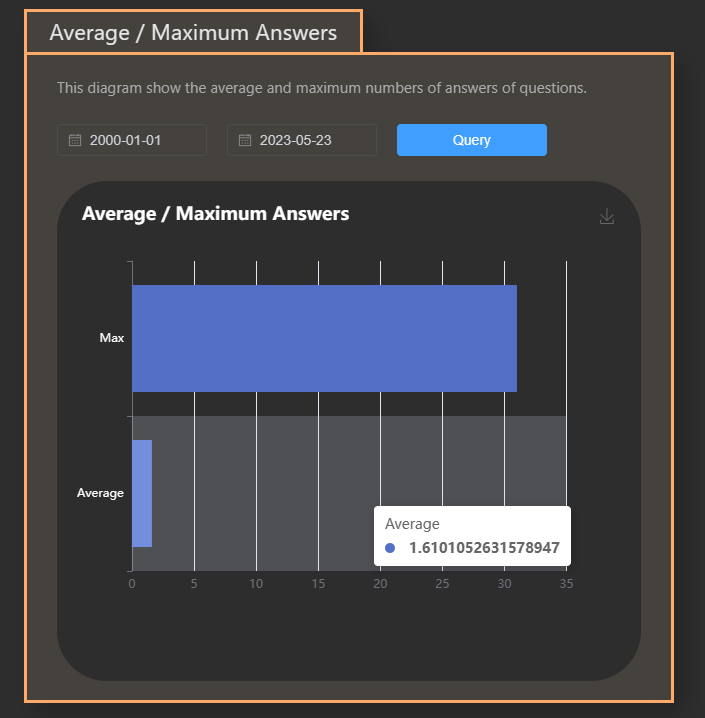 Average / Maximum Answers
This diagram show the average and maximum numbers of answers of questions.
2000-01-01 2023-05-23 Query
Average / Maximum Answers
Max
Average
Average
1.6101052631578947
0 5 10 15 20 25 30 35